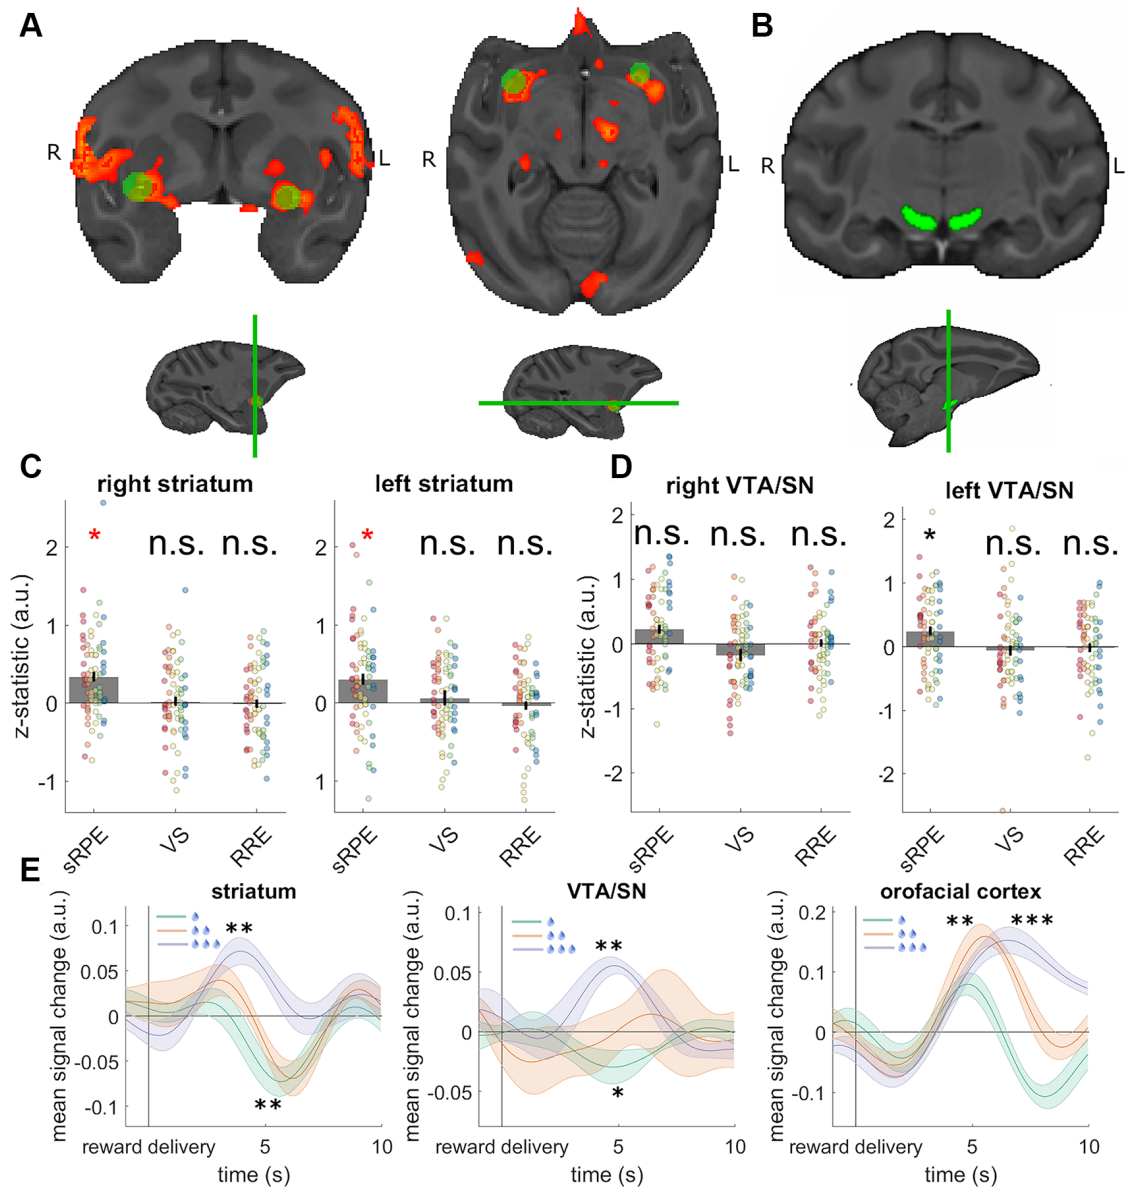 A
B
R
L
R
L
R
L
C
D
right striatum
left striatum
right VTA/SN
left VTA/SN
z-statistic (a.u.)
2
1
0
-1
*
n.s.
n.s.
sRPE
VS
RRE
2
1
0
1
*
n.s.
n.s.
sRPE
VS
RRE
z-statistic (a.u.)
2
1
0
-1
-2
n.s.
n.s.
n.s.
sRPE
VS
RRE
2
1
0
-1
-2
*
n.s.
n.s.
sRPE
VS
RRE
E
striatum
mean signal change (a.u.)
0.1
0.05
0
-0.05
-0.1
**
**
reward delivery
5
10
time (s)
VTA/SN
mean signal change (a.u.)
0.1
0.05
0
-0.05
**
*
reward delivery
5
10
time (s)
orofacial cortex
mean signal change (a.u.)
0.2
0.1
0
-0.1
**
***
reward delivery
5
10
time (s)